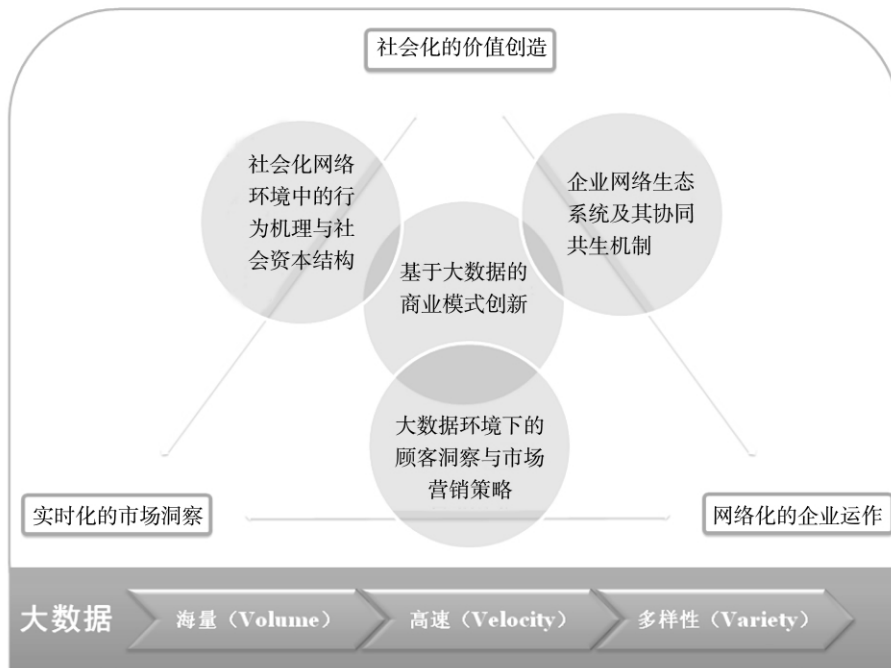 社会化的价值创造
社会化网络
环境中的行
为机理与社
会资本结构
企业网络生态
系统及其协同
共生机制
基于大数据的
商业模式创新
大数据环境下的
顾客洞察与市场
营销策略
实时化的市场洞察
网络化的企业运作
大数据
海量（Volume）
高速（Velocity）
多样性（Variety）